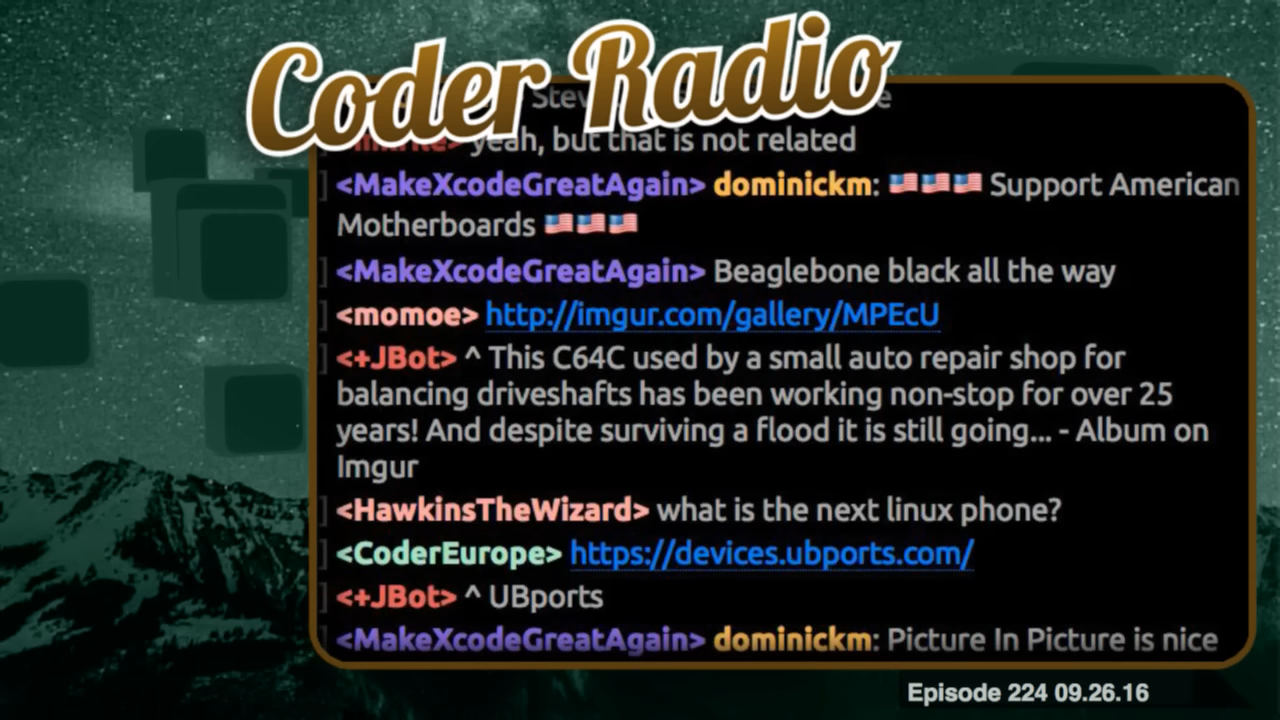 Coder Radio
yeah, but that is not related
<MakeXcodeGreatAgain> dominickm: 🇺🇸🇺🇸🇺🇸 Support American
Motherboards 🇺🇸🇺🇸🇺🇸
<MakeXcodeGreatAgain> Beaglebone black all the way
<momoe> http://imgur.com/gallery/MPEcU
<+JBot> ^ This C64C used by a small auto repair shop for
balancing driveshafts has been working non-stop for over 25
years! And despite surviving a flood it is still going... - Album on
Imgur
<HawkinsTheWizard> what is the next linux phone?
<CoderEurope> https://devices.ubports.com/
<+JBot> ^ UBports
<MakeXcodeGreatAgain> dominickm: Picture In Picture is nice
Episode 224 09.26.16